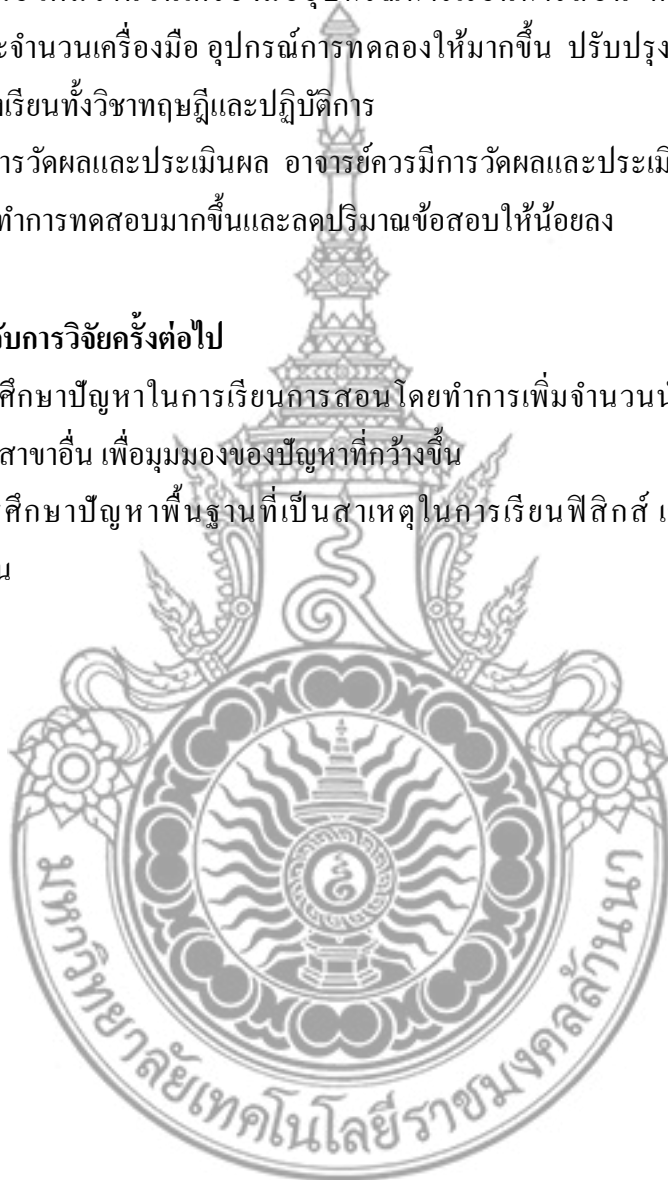 ะจำนวนเครื่องมือ อุปกรณ์การทดลองให้มากขึ้น ปรับปรุง
เรียนทั้งวิชาทฤษฎีและปฏิบัติการ
ารวัดผลและประเมินผล อาจารย์ควรมีการวัดผลและประเมิ
ทำการทดสอบมากขึ้นและลดปริมาณข้อสอบให้น้อยลง
ับการวิจัยครั้งต่อไป
ศึกษาปัญหาในการเรียนการสอนโดยทำการเพิ่มจำนวนนั
สาขาอื่น เพื่อมุมมองของปัญหาที่กว้างขึ้น
ศึกษาปัญหาพื้นฐานที่เป็นสาเหตุในการเรียนฟิสิกส์ เ
น
มหาวิทยาลัยเทคโนโลยีราชมงคลล้านนา